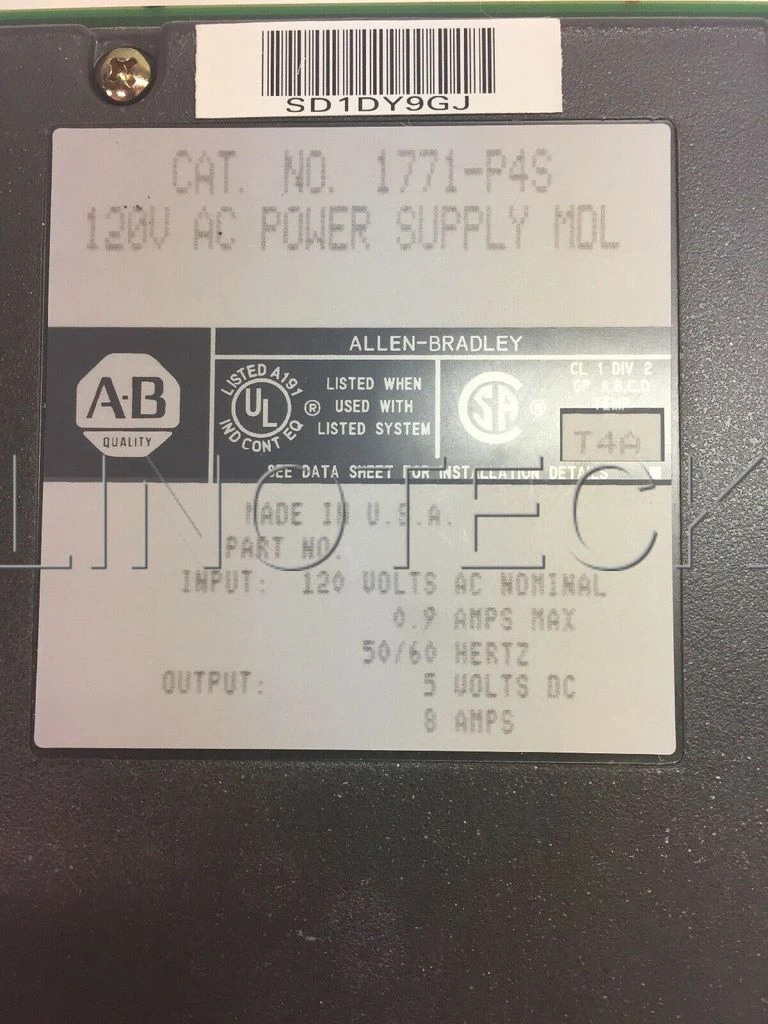 SD1DY9GJ
CAT. NO. 1771-P4S
120V AC POWER SUPPLY MDL
ALLEN-BRADLEY
A-B
QUALITY
LISTED A191
UL
IND CONT EQ
®
LISTED WHEN
USED WITH
LISTED SYSTEM
SA
®
CL 1 DIV 2
GP A,B,C,D
TEMP
T4A
SEE DATA SHEET FOR INSTALLATION DETAILS
LINOTECK
MADE IN U.S.A.
PART NO.
INPUT: 120 VOLTS AC NOMINAL
0.9 AMPS MAX
50/60 HERTZ
OUTPUT: 5 VOLTS DC
8 AMPS